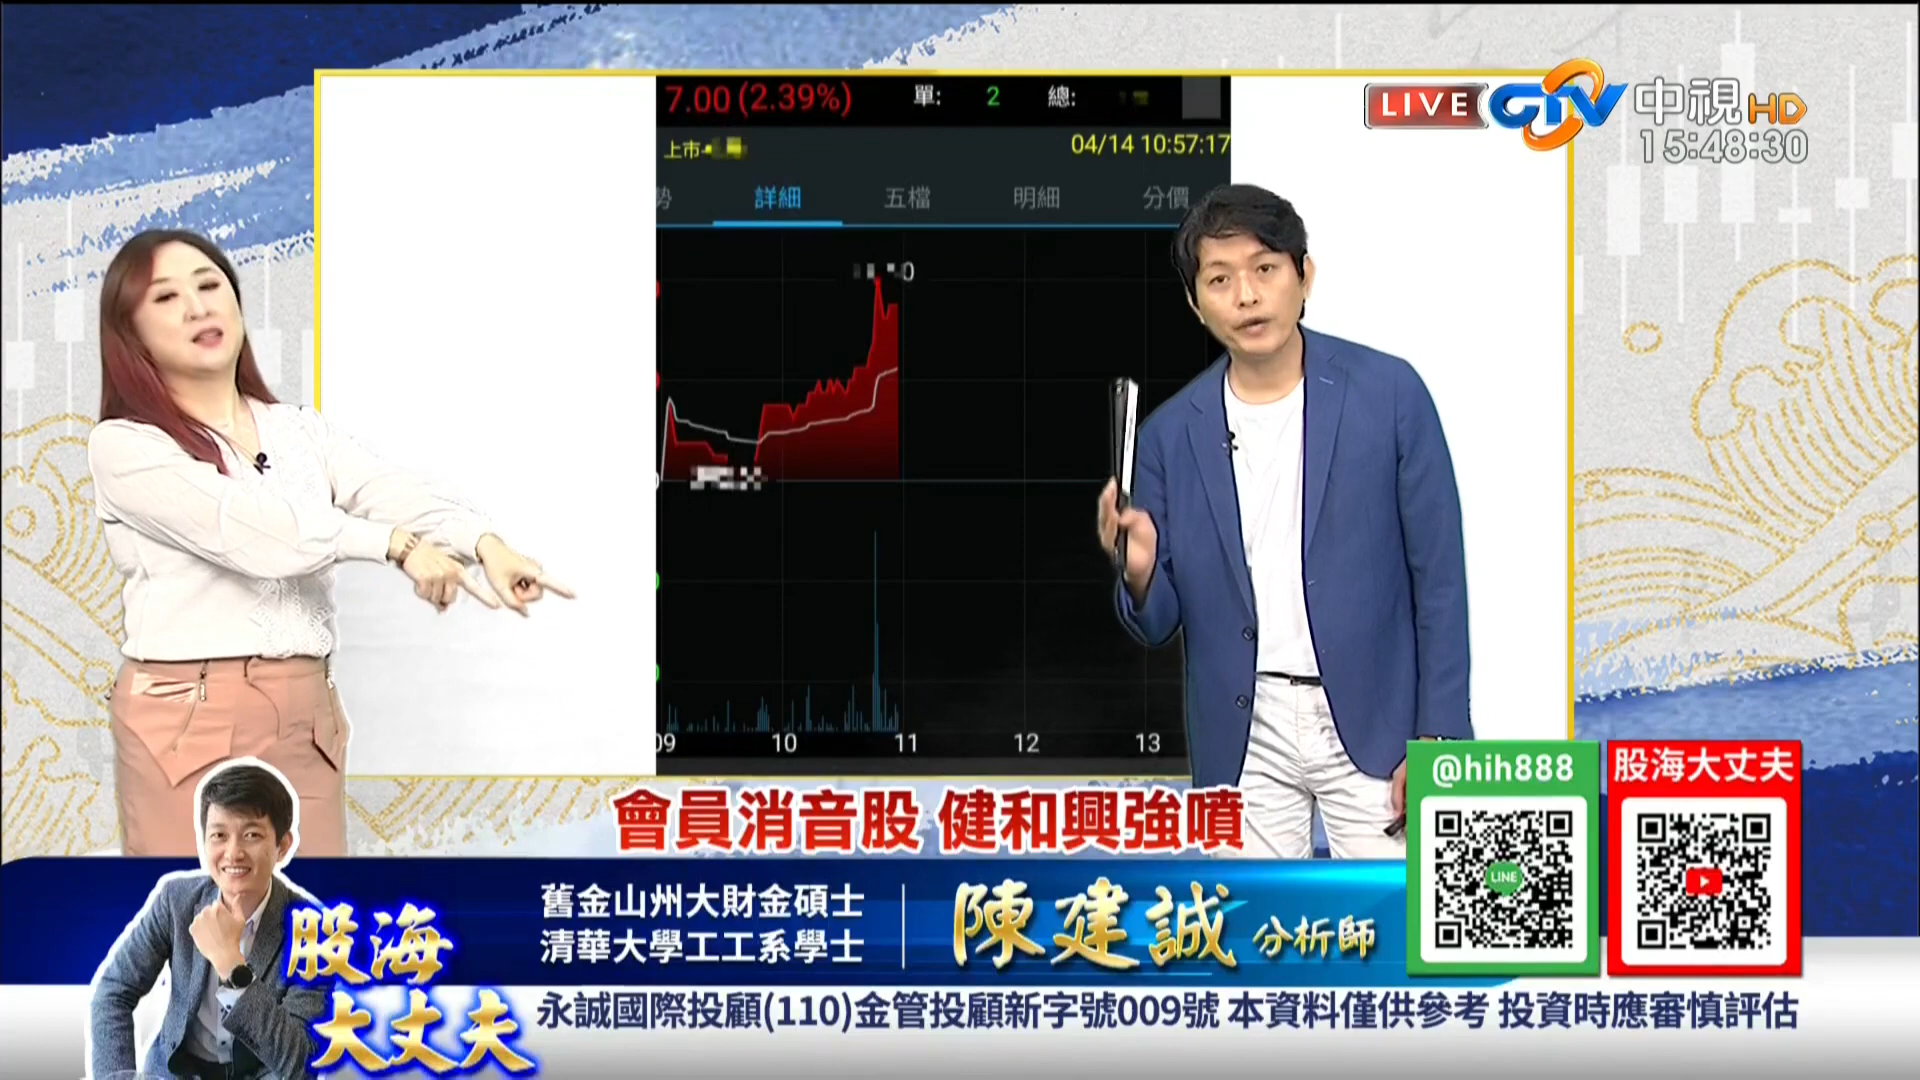 7.00 (2.39%) 單: 2 總:
LIVE CTV 中視 HD
15:48:30
上市 04/14 10:57:17
勢 詳細 五檔 明細 分價
0
09 10 11 12 13
@hih888
股海大丈夫
會員消音股 健和興強噴
LINE
舊金山州大財金碩士
清華大學工工系學士
陳建誠 分析師
股海
大丈夫
永誠國際投顧(110)金管投顧新字號009號 本資料僅供參考 投資時應審慎評估